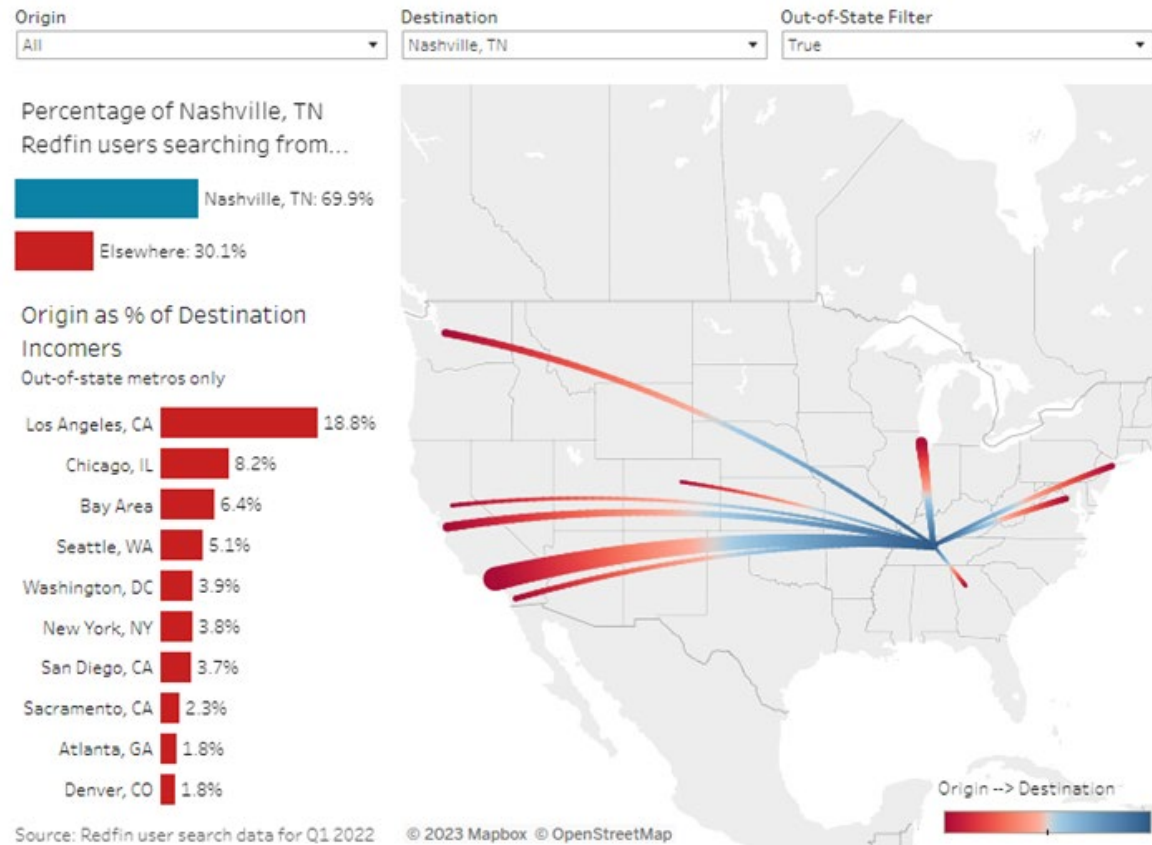 Origin
All
Destination
Nashville, TN
Out-of-State Filter
True
Percentage of Nashville, TN
Redfin users searching from...
Nashville, TN: 69.9%
Elsewhere: 30.1%
Origin as % of Destination
Incomers
Out-of-state metros only
Los Angeles, CA 18.8%
Chicago, IL 8.2%
Bay Area 6.4%
Seattle, WA 5.1%
Washington, DC 3.9%
New York, NY 3.8%
San Diego, CA 3.7%
Sacramento, CA 2.3%
Atlanta, GA 1.8%
Denver, CO 1.8%
Origin --> Destination
Source: Redfin user search data for Q1 2022
© 2023 Mapbox © OpenStreetMap